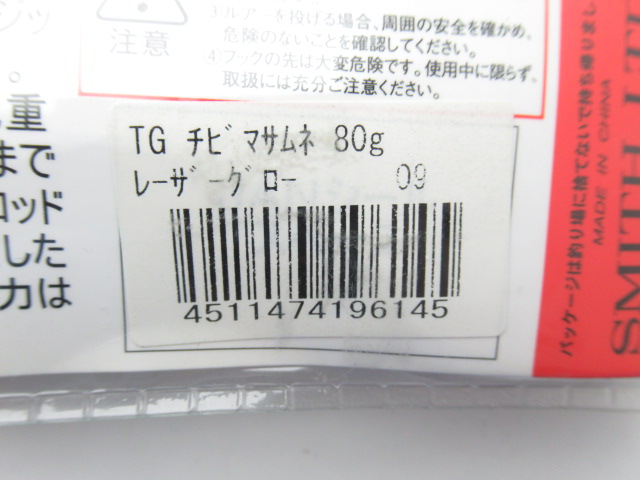 ジッ
。
重
まで
ロッド
した
力は
注意
③ルアーを投げる場合、周囲の安全を確かめ、
危険のないことを確認してください。
④フックの先は大変危険です。使用中に限らず、
取扱には充分ご注意ください。
TG ﾁﾋﾞﾏｻﾑﾈ 80g
ﾚｰｻﾞｰｸﾞﾛｰ 09
4511474196145
パッケージは釣り場に捨てないで持ち帰りまし
MADE IN CHINA
SMITH LT